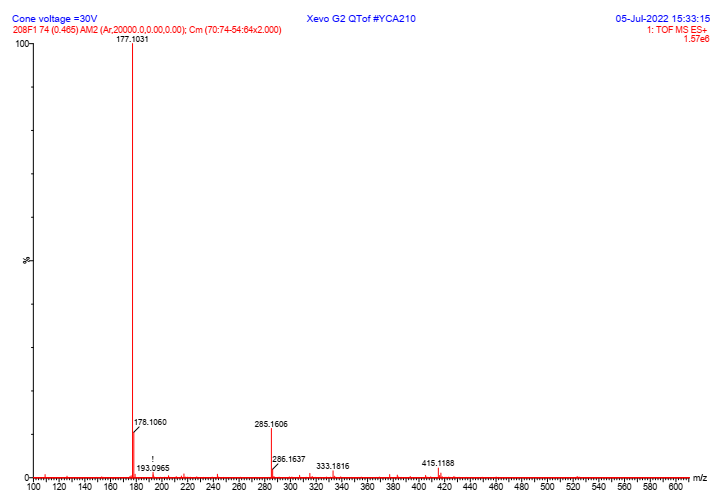 Cone voltage =30V Xevo G2 QTof #YCA210 05-Jul-2022 15:33:15
208F1 74 (0.465) AM2 (Ar,20000.0,0.00,0.00); Cm (70:74-54:64x2.000) 1: TOF MS ES+
1.57e6
100
177.1031
%
178.1060
285.1606
!
193.0965
286.1637
333.1816
415.1188
0
m/z
100 120 140 160 180 200 220 240 260 280 300 320 340 360 380 400 420 440 460 480 500 520 540 560 580 600